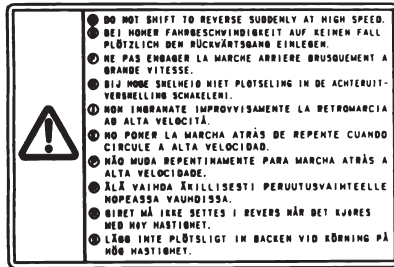 DO NOT SHIFT TO REVERSE SUDDENLY AT HIGH SPEED.
BEI HOHER FAHRGESCHWINDIGKEIT AUF KEINEN FALL
PLÖTZLICH DEN RÜCKWÄRTSGANG EINLEGEN.
NE PAS ENGAGER LA MARCHE ARRIERE BRUSQUEMENT A
GRANDE VITESSE.
BIJ HOGE SNELHEID NIET PLOTSELING IN DE ACHTERUIT-
VERSNELLING SCHAKELEN!.
NON INGRANATE IMPROVVISAMENTE LA RETROMARCIA
AD ALTA VELOCITÀ.
NO PONER LA MARCHA ATRÁS DE REPENTE CUANDO
CIRCULE A ALTA VELOCIDAD.
NÃO MUDA REPENTINAMENTE PARA MARCHA ATRÁS A
ALTA VELOCIDADE.
ÄLÄ VAIHDA ÄKILLISESTI PERUUTUSVAIHTEELLE
NOPEASSA VAUHDISSA.
GIRET MÅ IKKE SETTES I REVERS NÅR DET KJØRES
MED HØY HASTIGHET.
LÄGG INTE PLÖTSLIGT IN BACKEN VID KÖRNING PÅ
HÖG HASTIGHET.